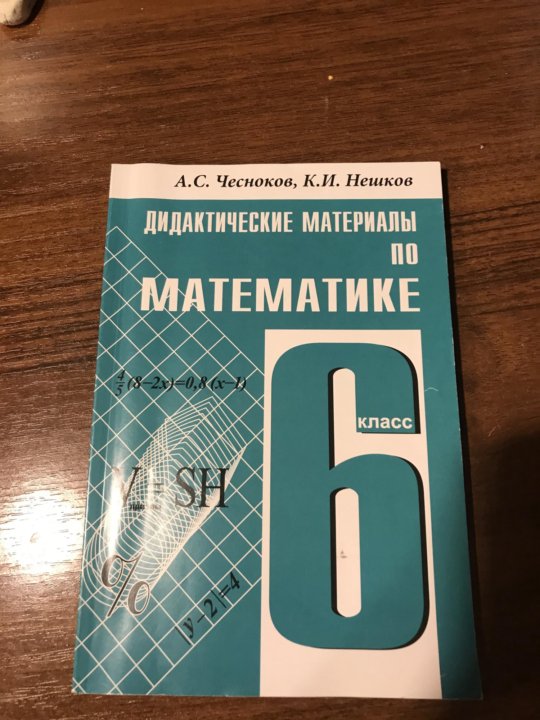 А.С. Чесноков, К.И. Нешков
ДИДАКТИЧЕСКИЕ МАТЕРИАЛЫ
ПО
МАТЕМАТИКЕ
6
класс
4/5(8−2x)=0,8(x−1)
V = SH
%
|y−2|=4